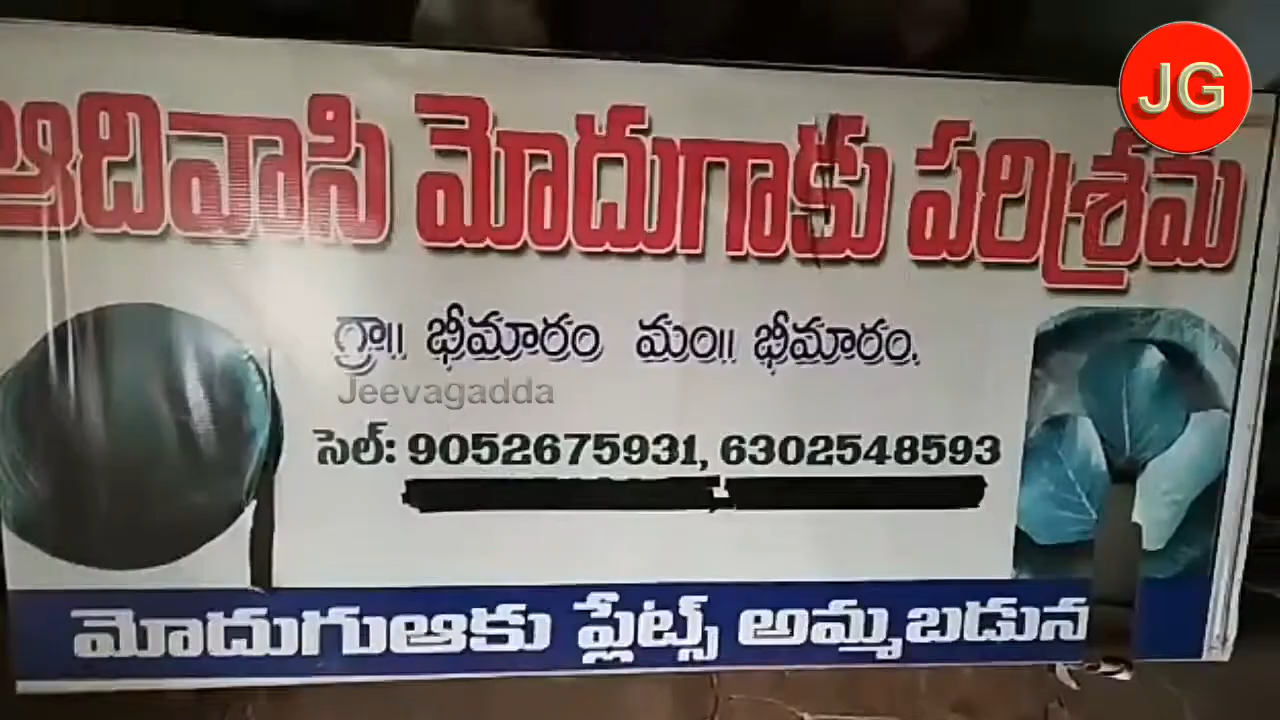 JG
ఆదివాసి మోదుగాకు పరిశ్రమ
గ్రా॥ భీమారం మం॥ భీమారం.
Jeevagadda
సెల్: 9052675931, 6302548593
మోదుగుఆకు ప్లేట్స్ అమ్మబడున